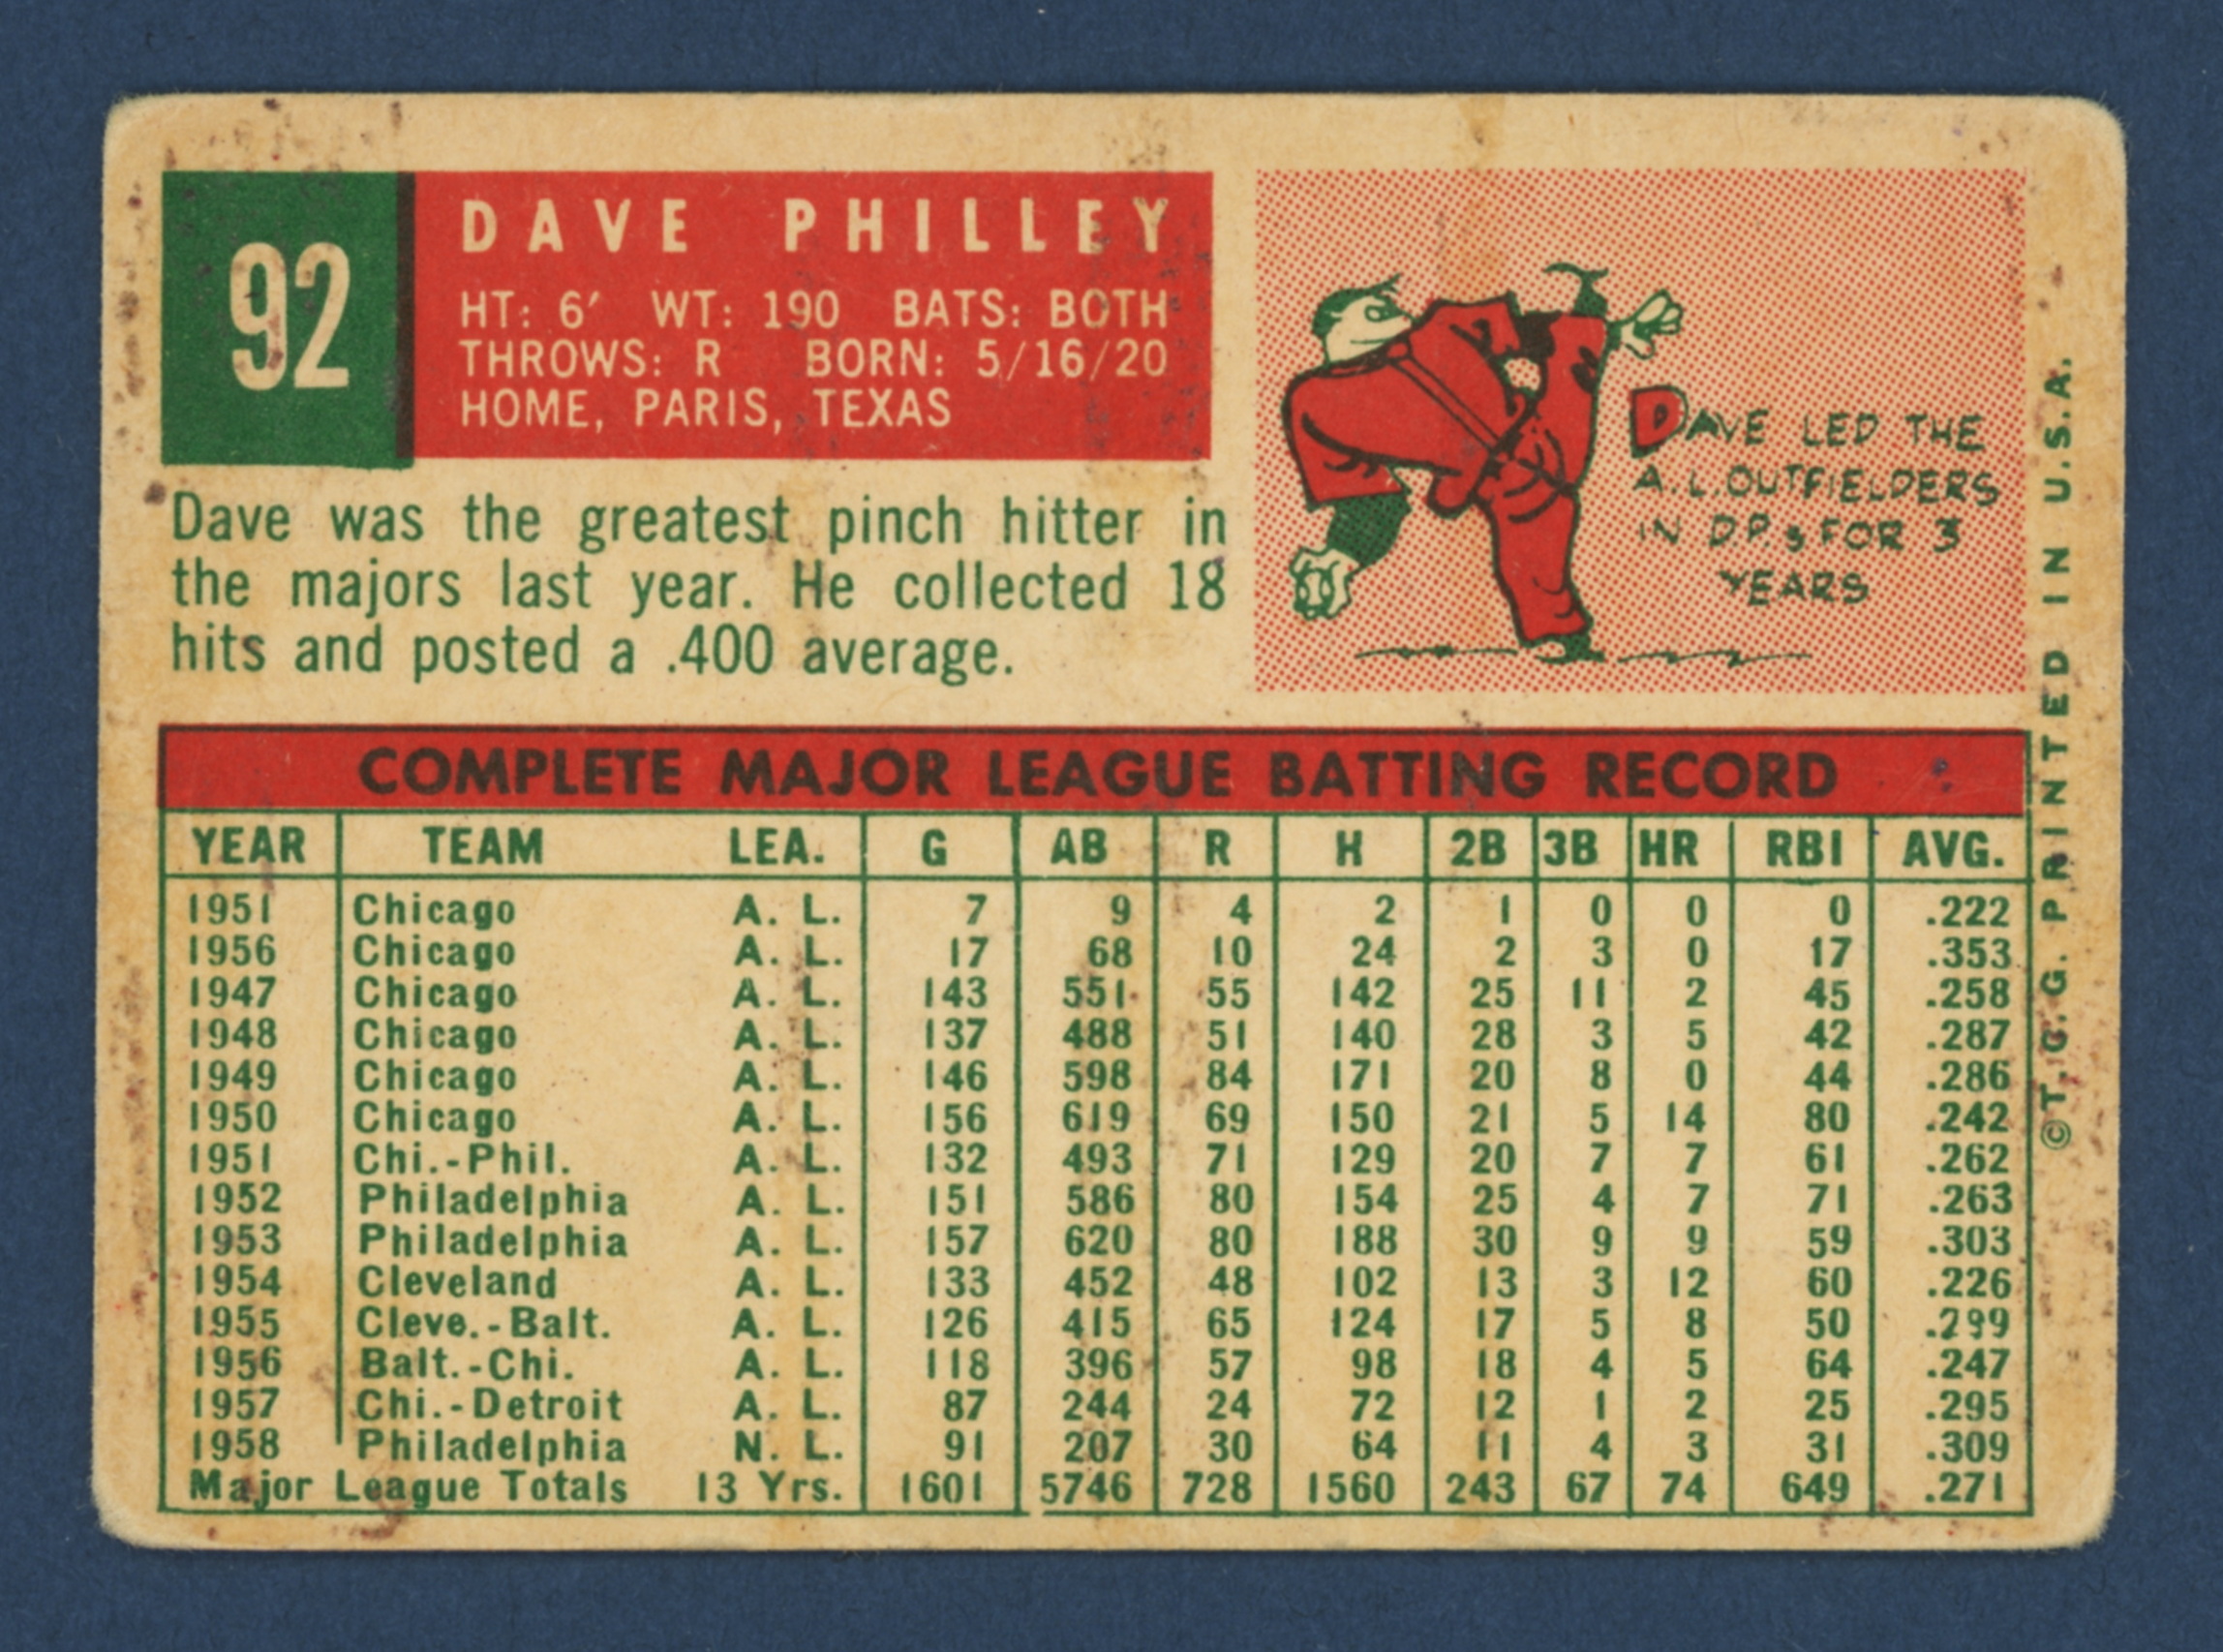 92
DAVE PHILLEY
HT: 6' WT: 190 BATS: BOTH
THROWS: R BORN: 5/16/20
HOME, PARIS, TEXAS
Dave was the greatest pinch hitter in
the majors last year. He collected 18
hits and posted a .400 average.
DAVE LED THE
A.L. OUTFIELDERS
IN D.P.s FOR 3
YEARS
COMPLETE MAJOR LEAGUE BATTING RECORD
YEAR TEAM LEA. G AB R H 2B 3B HR RBI AVG.
1951 Chicago A. L. 7 9 4 2 1 0 0 0 .222
1956 Chicago A. L. 17 68 10 24 2 3 0 17 .353
1947 Chicago A. L. 143 551 55 142 25 11 2 45 .258
1948 Chicago A. L. 137 488 51 140 28 3 5 42 .287
1949 Chicago A. L. 146 598 84 171 20 8 0 44 .286
1950 Chicago A. L. 156 619 69 150 21 5 14 80 .242
1951 Chi.-Phil. A. L. 132 493 71 129 20 7 7 61 .262
1952 Philadelphia A. L. 151 586 80 154 25 4 7 71 .263
1953 Philadelphia A. L. 157 620 80 188 30 9 9 59 .303
1954 Cleveland A. L. 133 452 48 102 13 3 12 60 .226
1955 Cleve.-Balt. A. L. 126 415 65 124 17 5 8 50 .299
1956 Balt.-Chi. A. L. 118 396 57 98 18 4 5 64 .247
1957 Chi.-Detroit A. L. 87 244 24 72 12 1 2 25 .295
1958 Philadelphia N. L. 91 207 30 64 11 4 3 31 .309
Major League Totals 13 Yrs. 1601 5746 728 1560 243 67 74 649 .271
©T.C.G. PRINTED IN U.S.A.